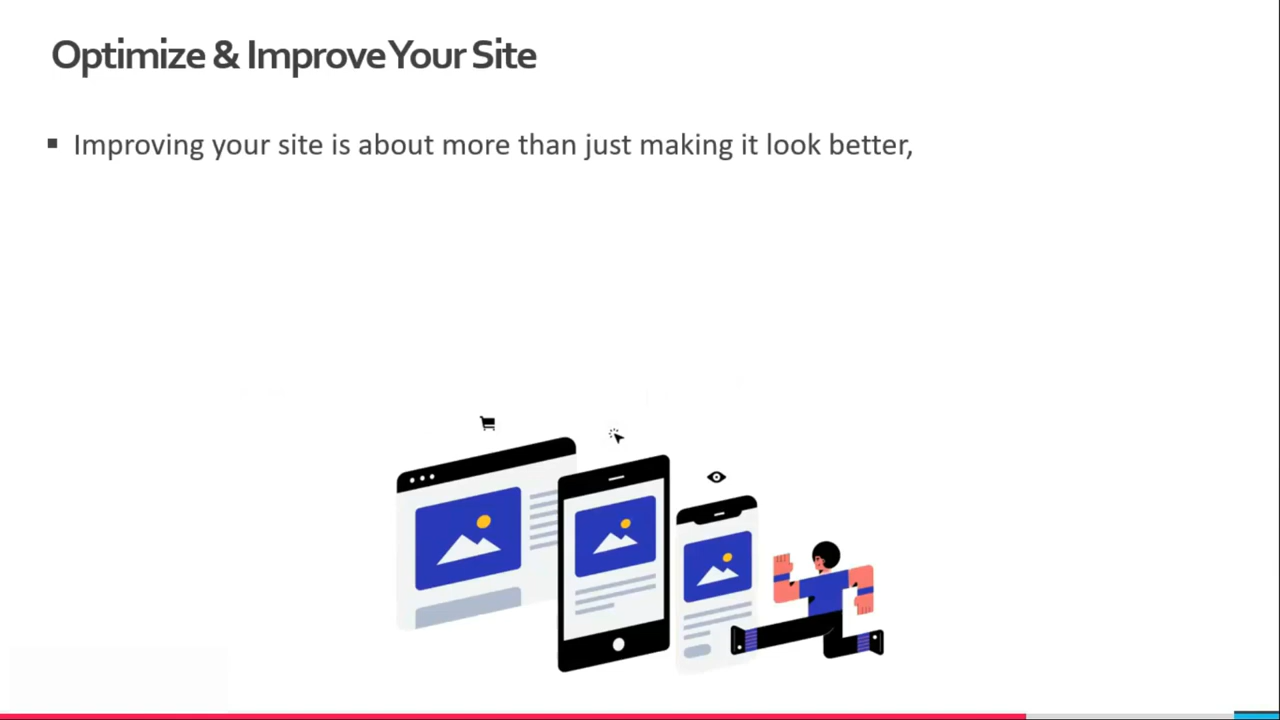 Optimize & Improve Your Site
▪ Improving your site is about more than just making it look better,